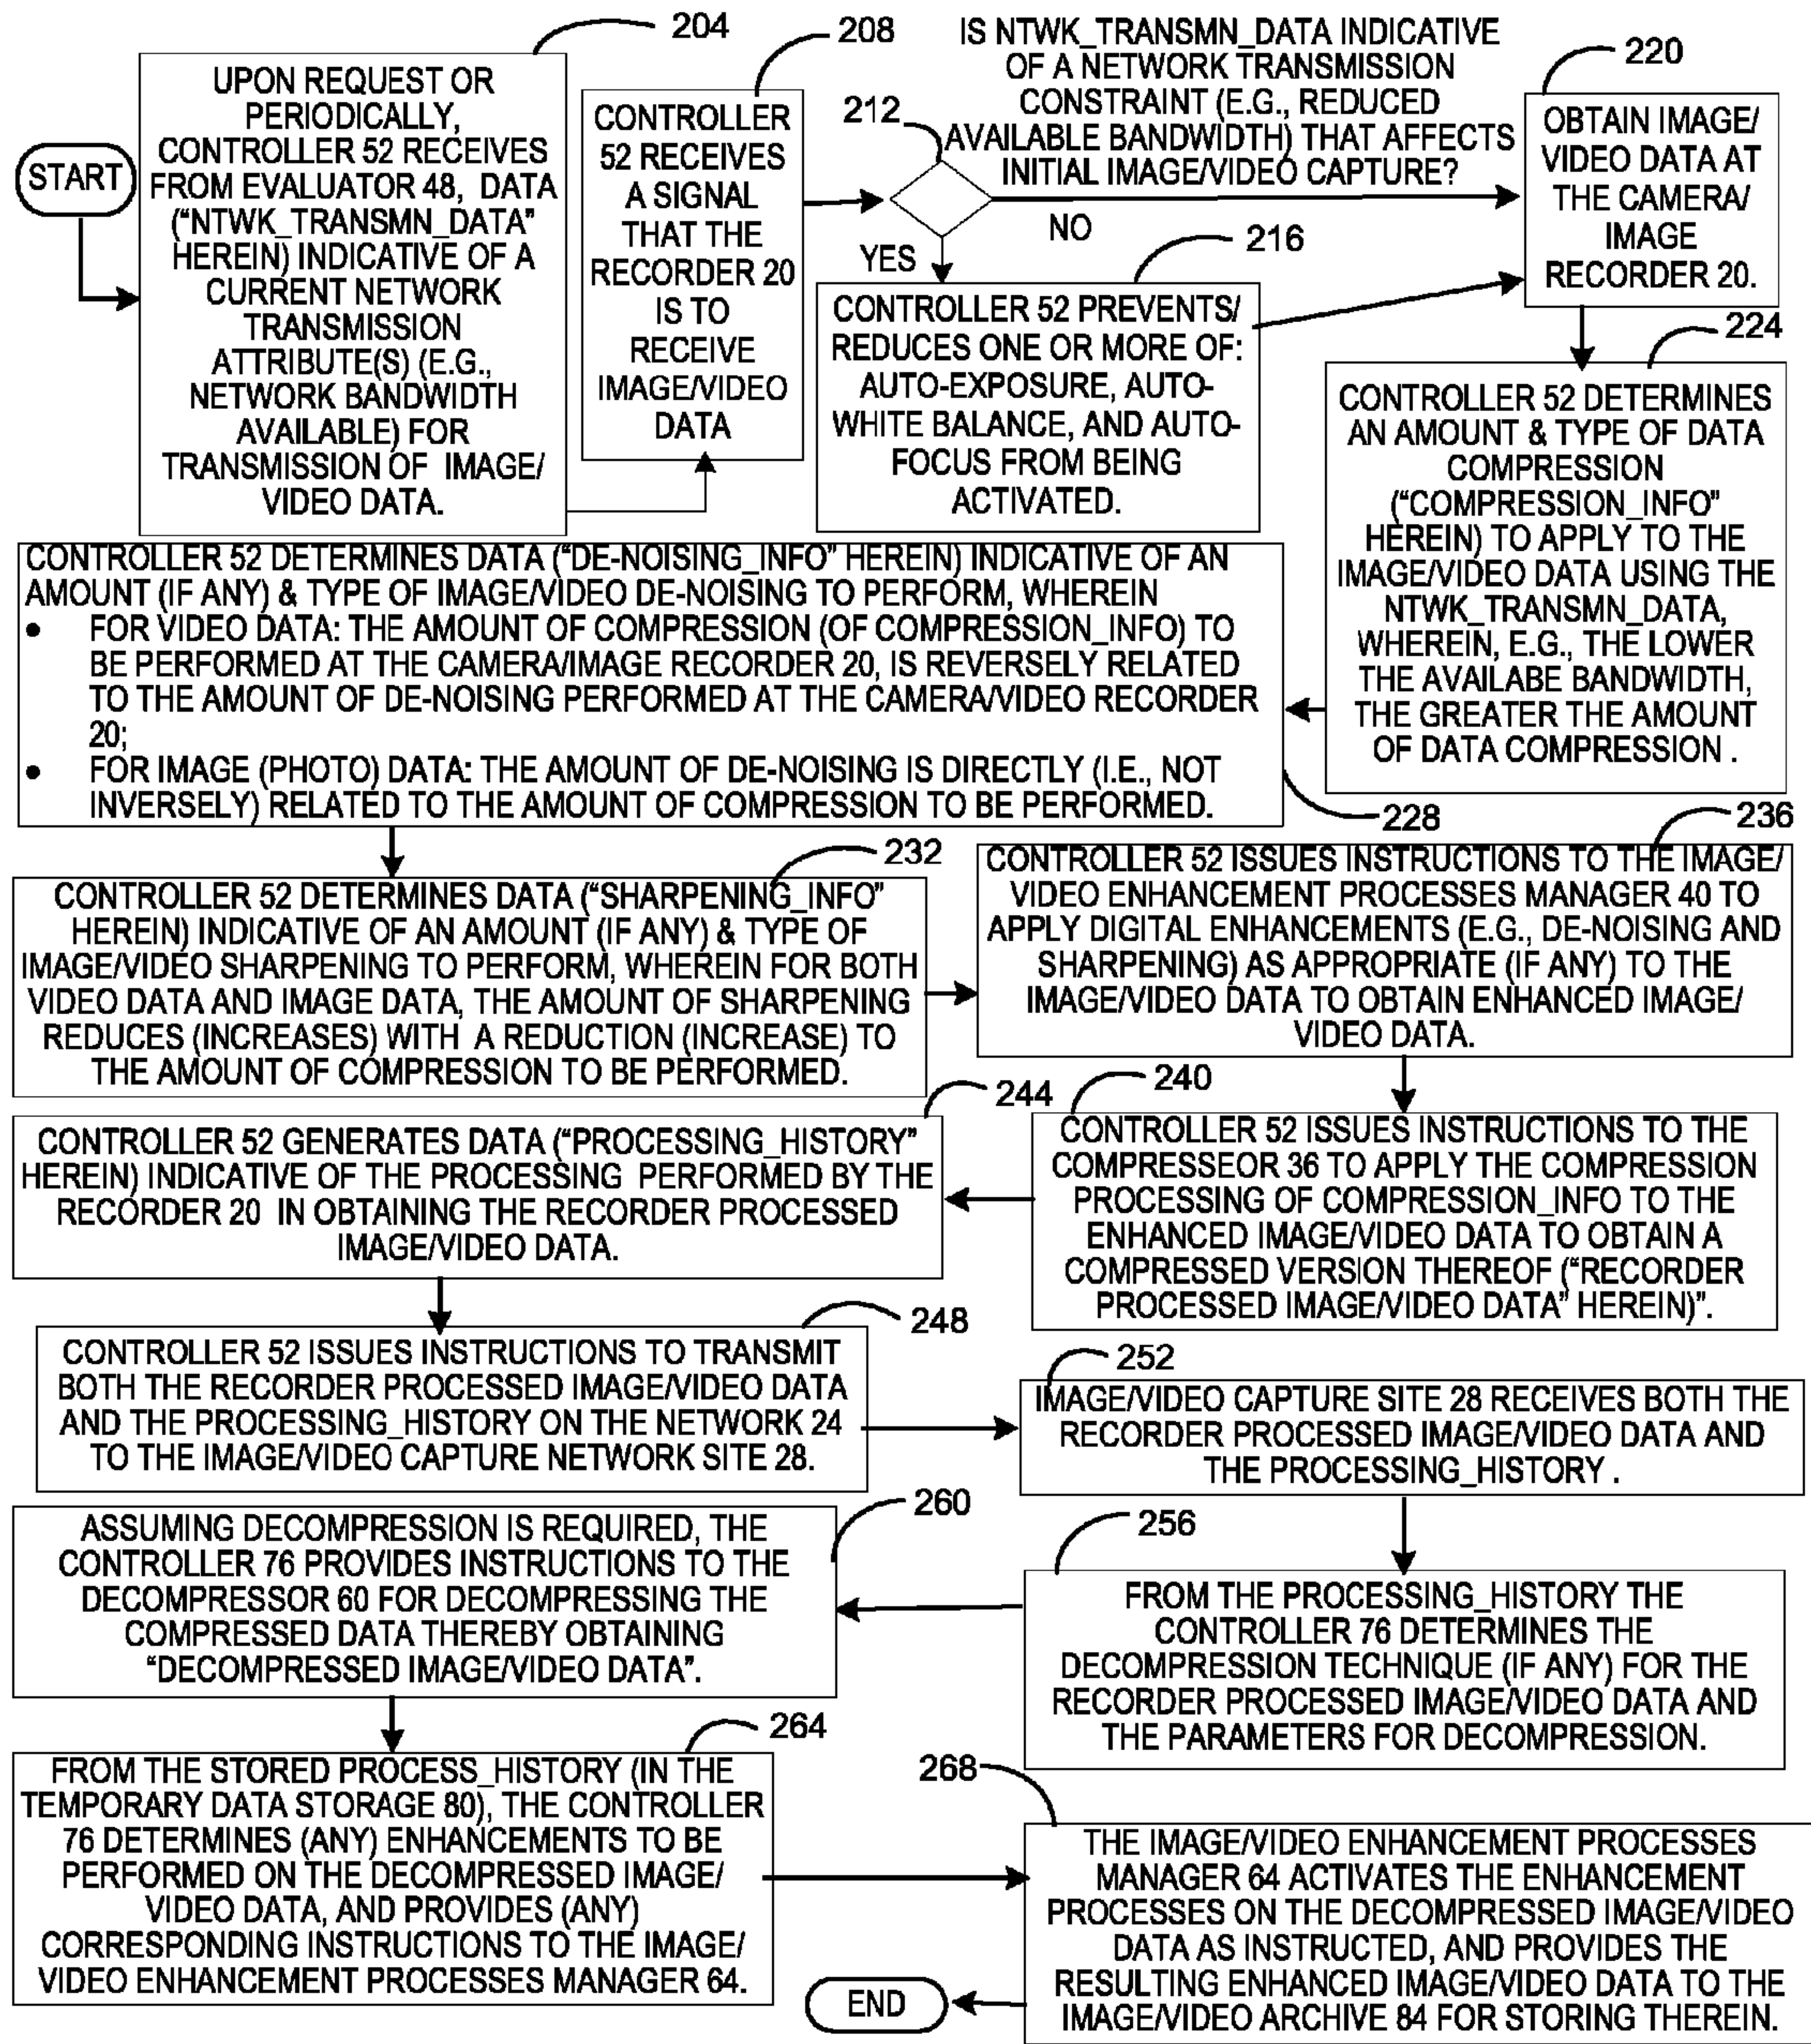 START
204
UPON REQUEST OR
PERIODICALLY,
CONTROLLER 52 RECEIVES
FROM EVALUATOR 48, DATA
("NTWK_TRANSMN_DATA"
HEREIN) INDICATIVE OF A
CURRENT NETWORK
TRANSMISSION
ATTRIBUTE(S) (E.G.,
NETWORK BANDWIDTH
AVAILABLE) FOR
TRANSMISSION OF IMAGE/
VIDEO DATA.
208
CONTROLLER
52 RECEIVES
A SIGNAL
THAT THE
RECORDER 20
IS TO
RECEIVE
IMAGE/VIDEO
DATA
212
IS NTWK_TRANSMN_DATA INDICATIVE
OF A NETWORK TRANSMISSION
CONSTRAINT (E.G., REDUCED
AVAILABLE BANDWIDTH) THAT AFFECTS
INITIAL IMAGE/VIDEO CAPTURE?
NO
YES
216
CONTROLLER 52 PREVENTS/
REDUCES ONE OR MORE OF:
AUTO-EXPOSURE, AUTO-
WHITE BALANCE, AND AUTO-
FOCUS FROM BEING
ACTIVATED.
220
OBTAIN IMAGE/
VIDEO DATA AT
THE CAMERA/
IMAGE
RECORDER 20.
224
CONTROLLER 52 DETERMINES
AN AMOUNT & TYPE OF DATA
COMPRESSION
("COMPRESSION_INFO"
HEREIN) TO APPLY TO THE
IMAGE/VIDEO DATA USING THE
NTWK_TRANSMN_DATA,
WHEREIN, E.G., THE LOWER
THE AVAILABE BANDWIDTH,
THE GREATER THE AMOUNT
OF DATA COMPRESSION .
CONTROLLER 52 DETERMINES DATA ("DE-NOISING_INFO" HEREIN) INDICATIVE OF AN
AMOUNT (IF ANY) & TYPE OF IMAGE/VIDEO DE-NOISING TO PERFORM, WHEREIN
• FOR VIDEO DATA: THE AMOUNT OF COMPRESSION (OF COMPRESSION_INFO) TO
BE PERFORMED AT THE CAMERA/IMAGE RECORDER 20, IS REVERSELY RELATED
TO THE AMOUNT OF DE-NOISING PERFORMED AT THE CAMERA/VIDEO RECORDER
20;
• FOR IMAGE (PHOTO) DATA: THE AMOUNT OF DE-NOISING IS DIRECTLY (I.E., NOT
INVERSELY) RELATED TO THE AMOUNT OF COMPRESSION TO BE PERFORMED.
228
232
CONTROLLER 52 DETERMINES DATA ("SHARPENING_INFO"
HEREIN) INDICATIVE OF AN AMOUNT (IF ANY) & TYPE OF
IMAGE/VIDEO SHARPENING TO PERFORM, WHEREIN FOR BOTH
VIDEO DATA AND IMAGE DATA, THE AMOUNT OF SHARPENING
REDUCES (INCREASES) WITH A REDUCTION (INCREASE) TO
THE AMOUNT OF COMPRESSION TO BE PERFORMED.
236
CONTROLLER 52 ISSUES INSTRUCTIONS TO THE IMAGE/
VIDEO ENHANCEMENT PROCESSES MANAGER 40 TO
APPLY DIGITAL ENHANCEMENTS (E.G., DE-NOISING AND
SHARPENING) AS APPROPRIATE (IF ANY) TO THE
IMAGE/VIDEO DATA TO OBTAIN ENHANCED IMAGE/
VIDEO DATA.
240
CONTROLLER 52 ISSUES INSTRUCTIONS TO THE
COMPRESSEOR 36 TO APPLY THE COMPRESSION
PROCESSING OF COMPRESSION_INFO TO THE
ENHANCED IMAGE/VIDEO DATA TO OBTAIN A
COMPRESSED VERSION THEREOF ("RECORDER
PROCESSED IMAGE/VIDEO DATA" HEREIN)".
244
CONTROLLER 52 GENERATES DATA ("PROCESSING_HISTORY"
HEREIN) INDICATIVE OF THE PROCESSING PERFORMED BY THE
RECORDER 20 IN OBTAINING THE RECORDER PROCESSED
IMAGE/VIDEO DATA.
248
CONTROLLER 52 ISSUES INSTRUCTIONS TO TRANSMIT
BOTH THE RECORDER PROCESSED IMAGE/VIDEO DATA
AND THE PROCESSING_HISTORY ON THE NETWORK 24
TO THE IMAGE/VIDEO CAPTURE NETWORK SITE 28.
252
IMAGE/VIDEO CAPTURE SITE 28 RECEIVES BOTH THE
RECORDER PROCESSED IMAGE/VIDEO DATA AND
THE PROCESSING_HISTORY .
256
FROM THE PROCESSING_HISTORY THE
CONTROLLER 76 DETERMINES THE
DECOMPRESSION TECHNIQUE (IF ANY) FOR THE
RECORDER PROCESSED IMAGE/VIDEO DATA AND
THE PARAMETERS FOR DECOMPRESSION.
260
ASSUMING DECOMPRESSION IS REQUIRED, THE
CONTROLLER 76 PROVIDES INSTRUCTIONS TO THE
DECOMPRESSOR 60 FOR DECOMPRESSING THE
COMPRESSED DATA THEREBY OBTAINING
"DECOMPRESSED IMAGE/VIDEO DATA".
264
FROM THE STORED PROCESS_HISTORY (IN THE
TEMPORARY DATA STORAGE 80), THE CONTROLLER
76 DETERMINES (ANY) ENHANCEMENTS TO BE
PERFORMED ON THE DECOMPRESSED IMAGE/
VIDEO DATA, AND PROVIDES (ANY)
CORRESPONDING INSTRUCTIONS TO THE IMAGE/
VIDEO ENHANCEMENT PROCESSES MANAGER 64.
268
THE IMAGE/VIDEO ENHANCEMENT PROCESSES
MANAGER 64 ACTIVATES THE ENHANCEMENT
PROCESSES ON THE DECOMPRESSED IMAGE/VIDEO
DATA AS INSTRUCTED, AND PROVIDES THE
RESULTING ENHANCED IMAGE/VIDEO DATA TO THE
IMAGE/VIDEO ARCHIVE 84 FOR STORING THEREIN.
END